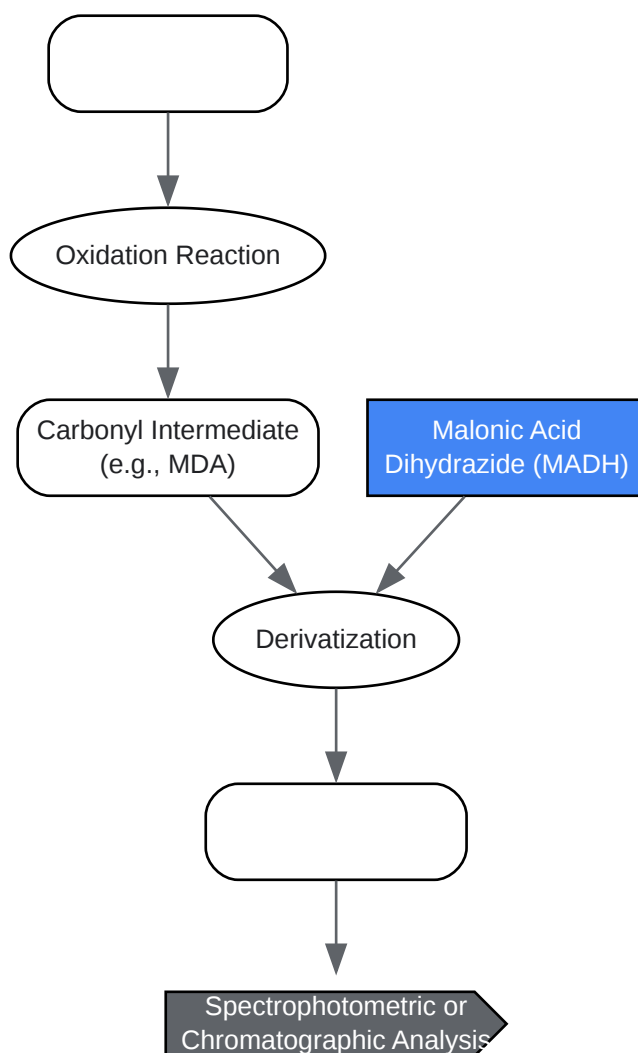 Oxidation Reaction
Carbonyl Intermediate
(e.g., MDA)
Malonic Acid
Dihydrazide (MADH)
Derivatization
Spectrophotometric or
Chromatographic Analysis